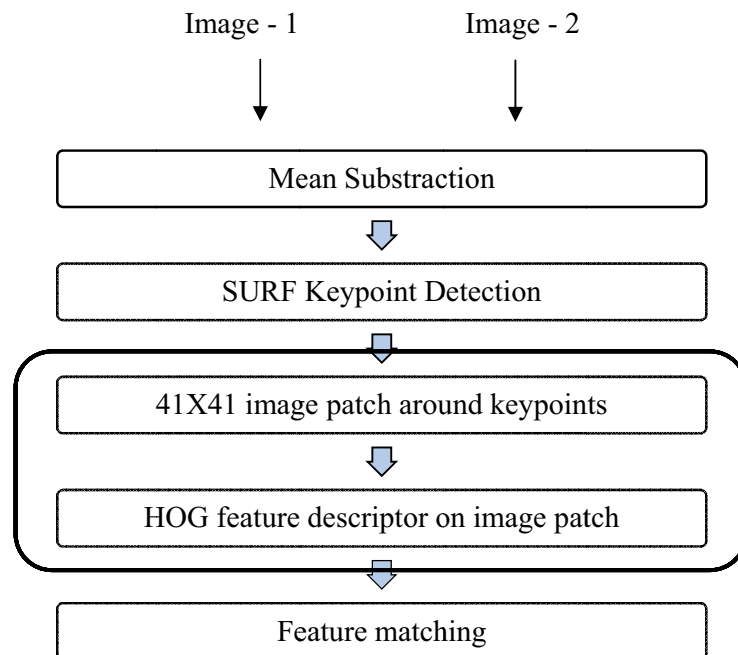 Image - 1 Image - 2
Mean Substraction
SURF Keypoint Detection
41X41 image patch around keypoints
HOG feature descriptor on image patch
Feature matching